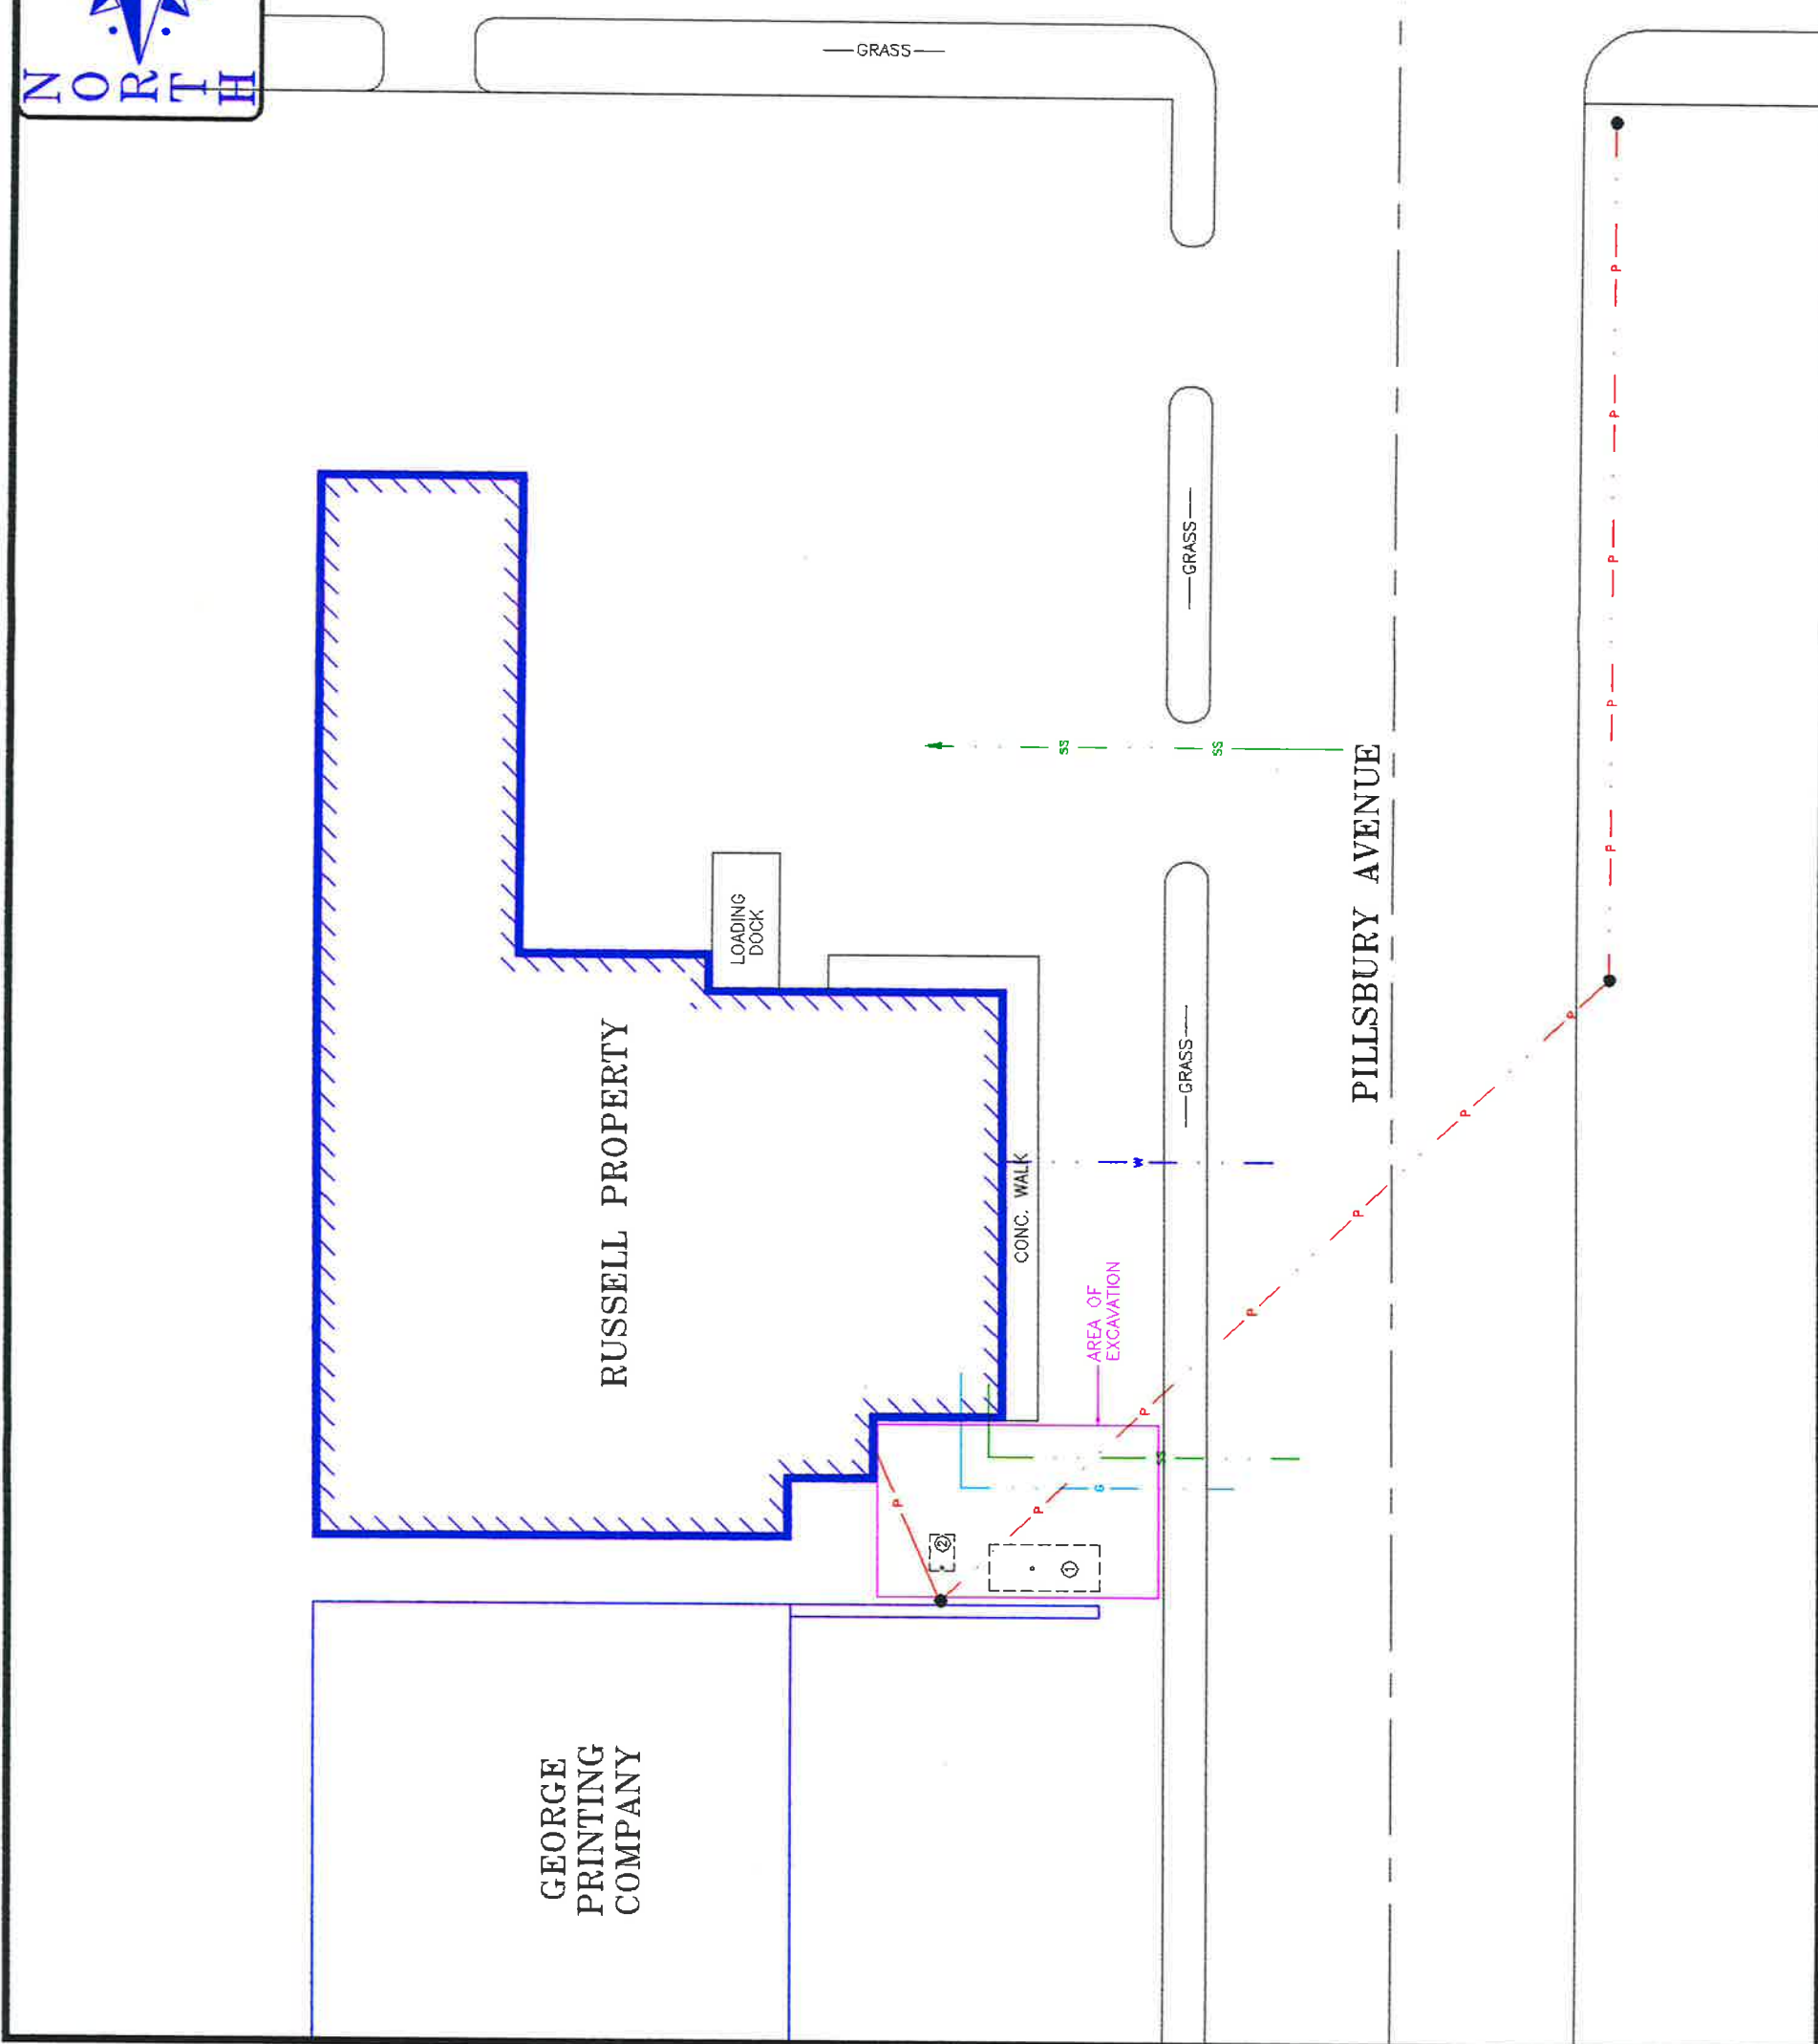 NORTH
GRASS
GRASS
GRASS
LOADING
DOCK
RUSSELL PROPERTY
CONC. WALK
PILLSBURY AVENUE
AREA OF
EXCAVATION
GEORGE
PRINTING
COMPANY
SS
SS
SS
W
G
P
P
P
P
P
P
P
P
P
P
P
P
1
2